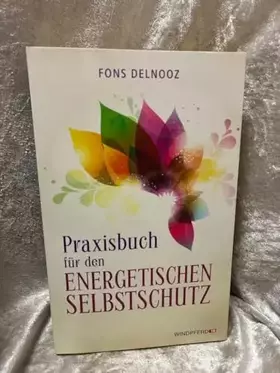 FONS DELNOOZ
Praxisbuch
für den
ENERGETISCHEN
SELBSTSCHUTZ
WINDPFERD